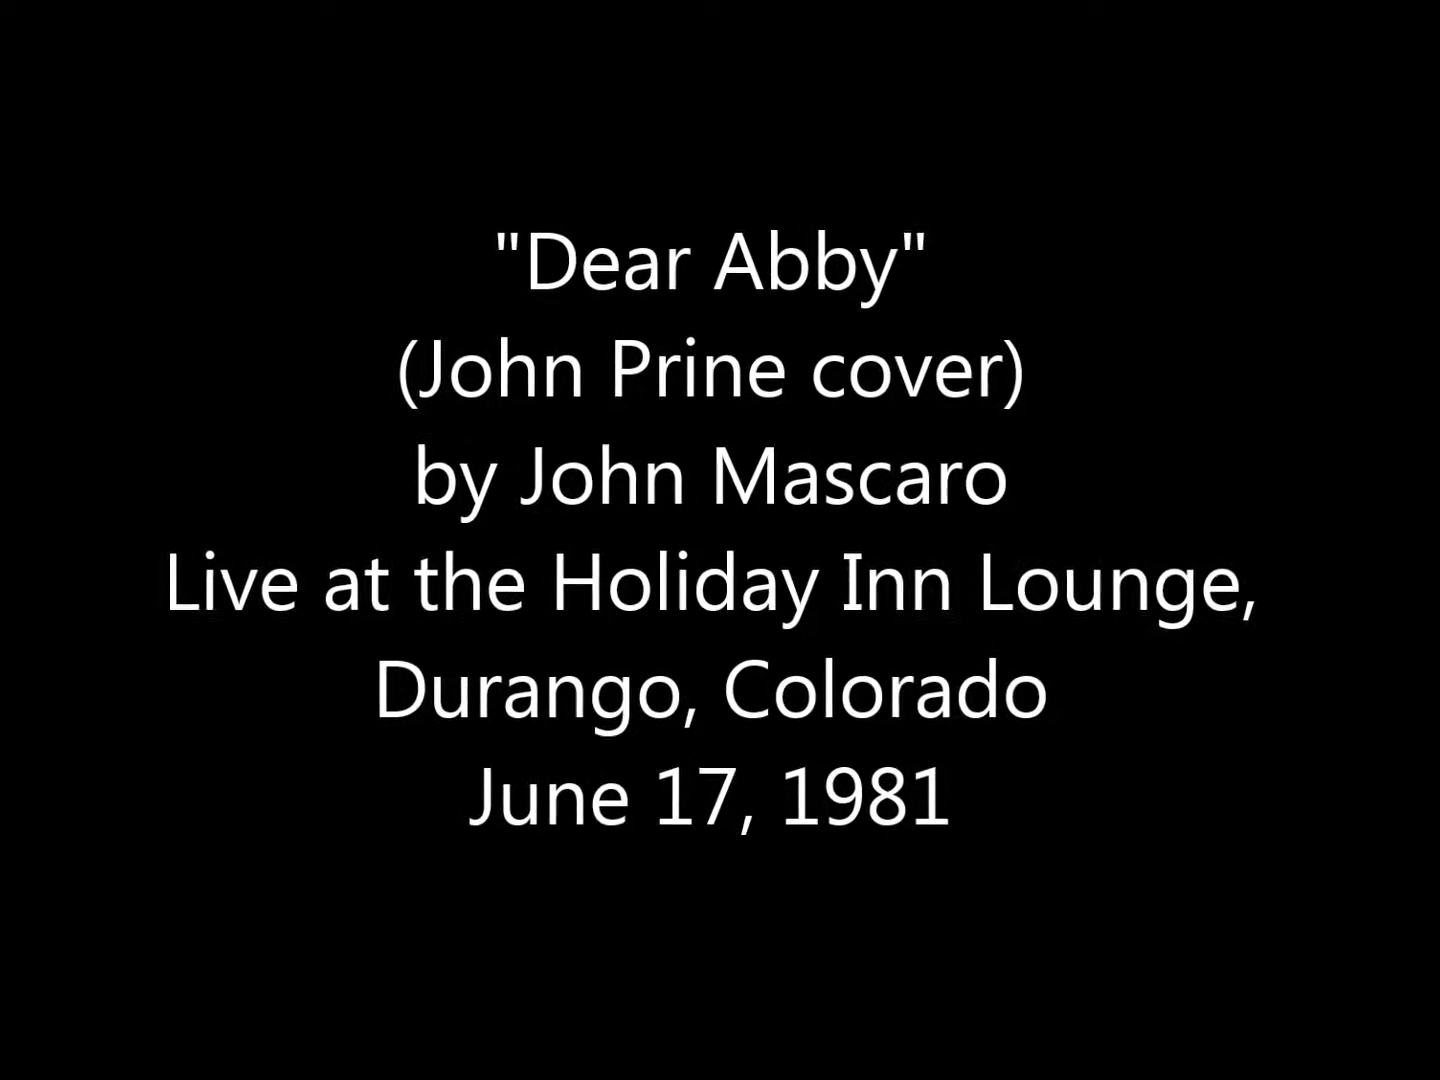 "Dear Abby"
(John Prine cover)
by John Mascaro
Live at the Holiday Inn Lounge,
Durango, Colorado
June 17, 1981